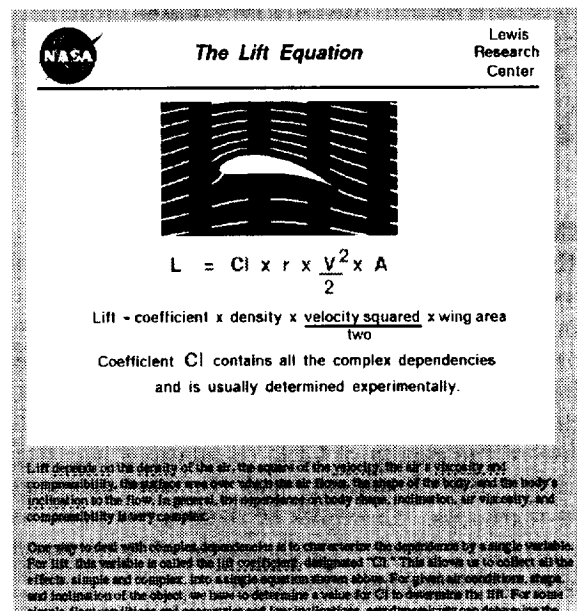 NASA
The Lift Equation
Lewis
Research
Center
L = Cl x r x V² x A
2
Lift - coefficient x density x velocity squared x wing area
two
Coefficient Cl contains all the complex dependencies
and is usually determined experimentally.
Lift depends on the density of the air, the square of the velocity, the air's viscosity and
compressibility, the surface area over which the air flows, the shape of the body, and the body's
inclination to the flow. In general, the dependence on body shape, inclination, air viscosity, and
compressibility is very complex.
One way to deal with complex dependencies is to characterize the dependence by a single variable.
For lift, this variable is called the lift coefficient, designated "Cl." This allows us to collect all the
effects, simple and complex, into a single equation shown above. For given air conditions, shape,
and inclination of the object, we have to determine a value for Cl to determine the lift. For some